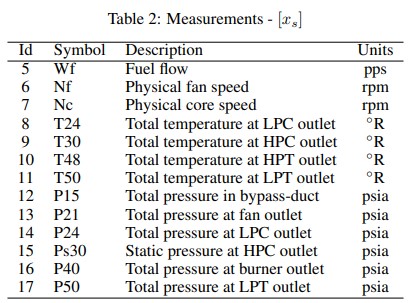 Table 2: Measurements - [x_s]
Id Symbol Description Units
5 Wf Fuel flow pps
6 Nf Physical fan speed rpm
7 Nc Physical core speed rpm
8 T24 Total temperature at LPC outlet °R
9 T30 Total temperature at HPC outlet °R
10 T48 Total temperature at HPT outlet °R
11 T50 Total temperature at LPT outlet °R
12 P15 Total pressure in bypass-duct psia
13 P21 Total pressure at fan outlet psia
14 P24 Total pressure at LPC outlet psia
15 Ps30 Static pressure at HPC outlet psia
16 P40 Total pressure at burner outlet psia
17 P50 Total pressure at LPT outlet psia